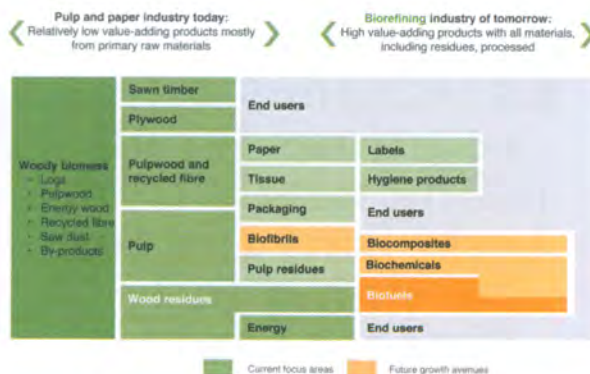 Pulp and paper industry today:
Relatively low value-adding products mostly
from primary raw materials
Biorefining industry of tomorrow:
High value-adding products with all materials,
including residues, processed
Sawn timber
End users
Plywood
Woody biomass
• Logs
• Pulpwood
• Energy wood
• Recycled fibre
• Saw dust
• By-products
Pulpwood and
recycled fibre
Paper
Labels
Tissue
Hygiene products
Packaging
End users
Pulp
Biofibrils
Biocomposites
Pulp residues
Biochemicals
Wood residues
Biofuels
Energy
End users
Current focus areas
Future growth avenues